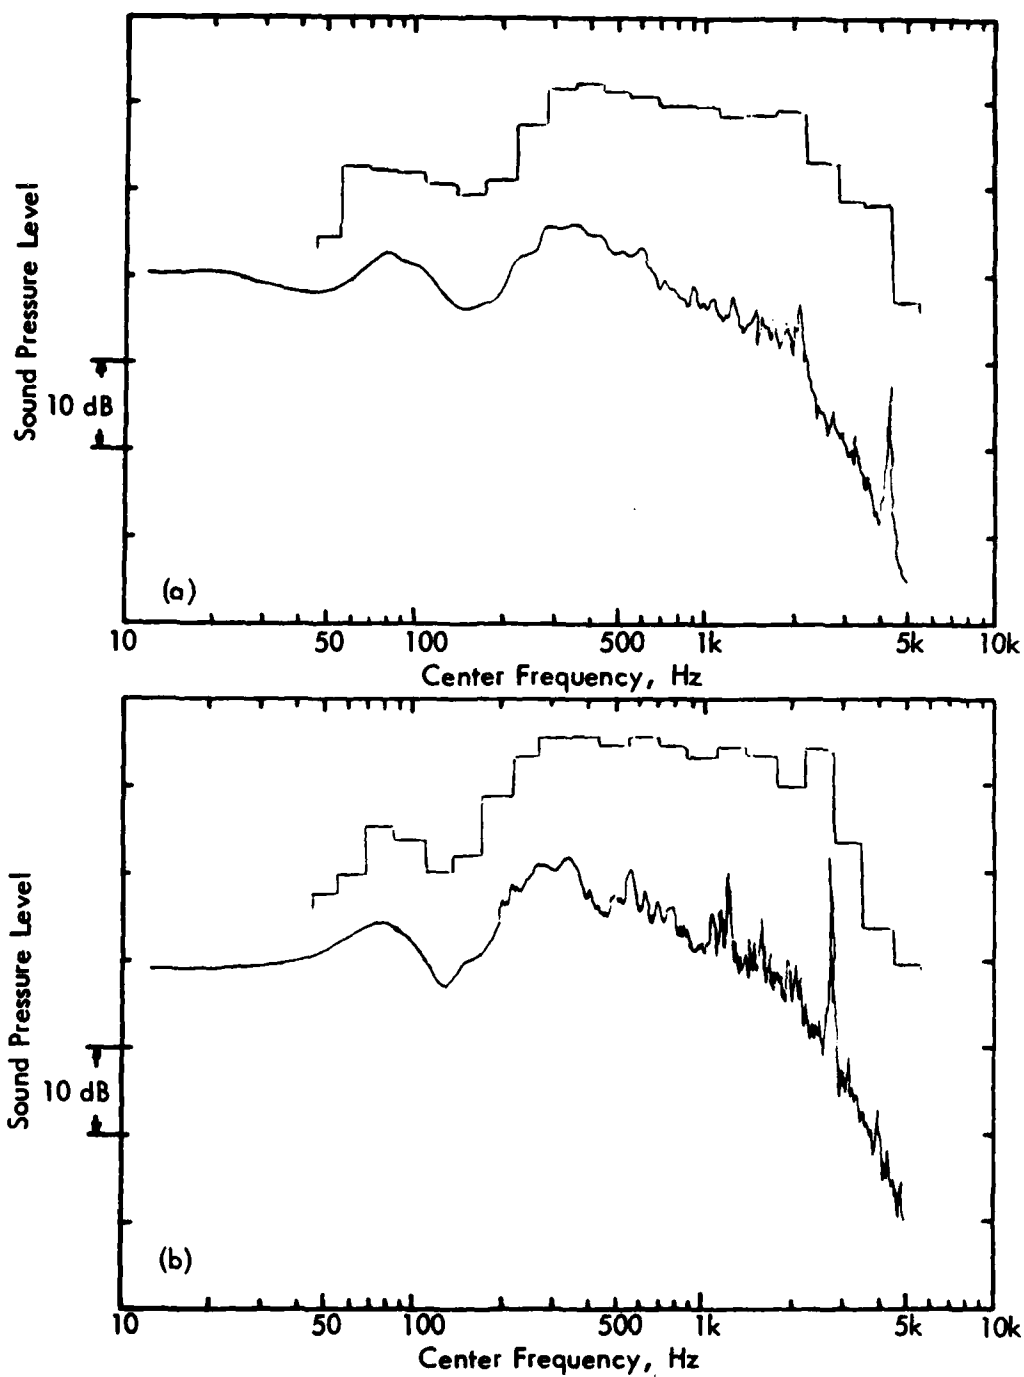 Sound Pressure Level
10 dB
(a)
10 50 100 500 1k 5k 10k
Center Frequency, Hz
Sound Pressure Level
10 dB
(b)
10 50 100 500 1k 5k 10k
Center Frequency, Hz